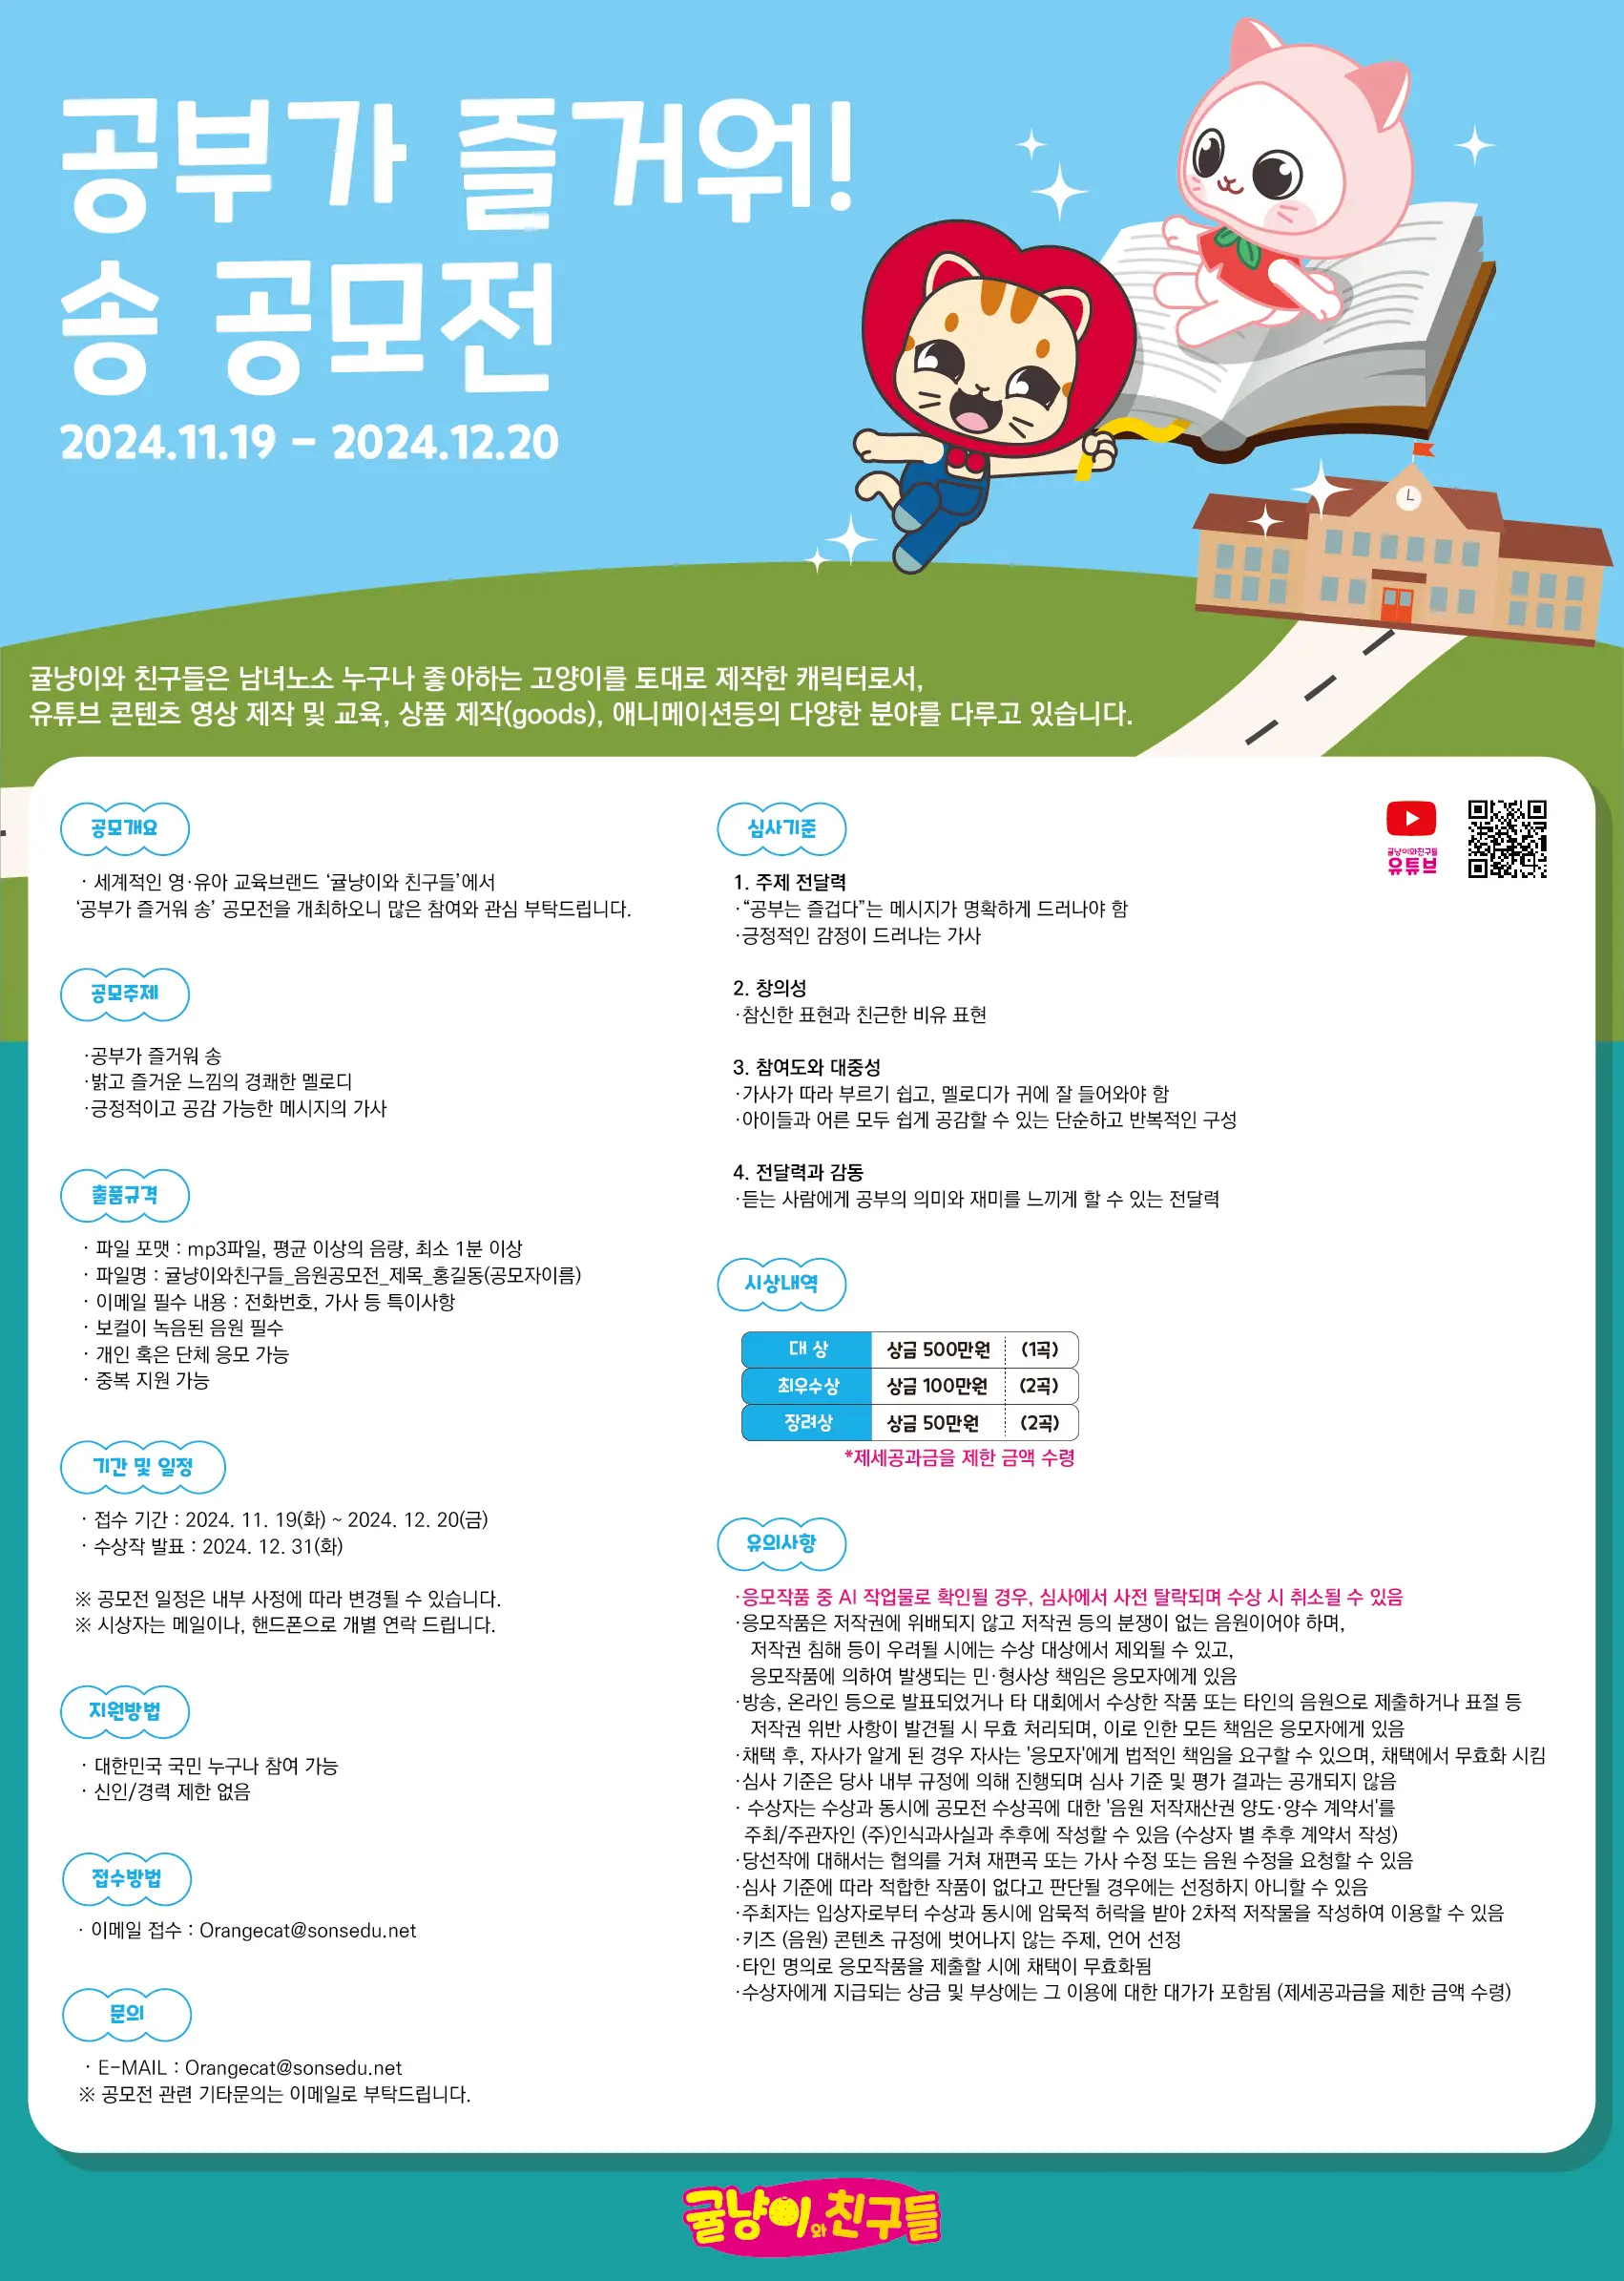 공부가 즐거워!
송 공모전
2024.11.19 - 2024.12.20
귤냥이와 친구들은 남녀노소 누구나 좋아하는 고양이를 토대로 제작한 캐릭터로서,
유튜브 콘텐츠 영상 제작 및 교육, 상품 제작(goods), 애니메이션등의 다양한 분야를 다루고 있습니다.
공모개요
· 세계적인 영·유아 교육브랜드 ‘귤냥이와 친구들’에서
‘공부가 즐거워 송’ 공모전을 개최하오니 많은 참여와 관심 부탁드립니다.
공모주제
·공부가 즐거워 송
·밝고 즐거운 느낌의 경쾌한 멜로디
·긍정적이고 공감 가능한 메시지의 가사
출품규격
· 파일 포맷 : mp3파일, 평균 이상의 음량, 최소 1분 이상
· 파일명 : 귤냥이와친구들_음원공모전_제목_홍길동(공모자이름)
· 이메일 필수 내용 : 전화번호, 가사 등 특이사항
· 보컬이 녹음된 음원 필수
· 개인 혹은 단체 응모 가능
· 중복 지원 가능
기간 및 일정
· 접수 기간 : 2024. 11. 19(화) ~ 2024. 12. 20(금)
· 수상작 발표 : 2024. 12. 31(화)
※ 공모전 일정은 내부 사정에 따라 변경될 수 있습니다.
※ 시상자는 메일이나, 핸드폰으로 개별 연락 드립니다.
지원방법
· 대한민국 국민 누구나 참여 가능
· 신인/경력 제한 없음
접수방법
· 이메일 접수 : Orangecat@sonsedu.net
문의
· E-MAIL : Orangecat@sonsedu.net
※ 공모전 관련 기타문의는 이메일로 부탁드립니다.
심사기준
귤냥이와친구들
유튜브
1. 주제 전달력
·“공부는 즐겁다”는 메시지가 명확하게 드러나야 함
·긍정적인 감정이 드러나는 가사
2. 창의성
·참신한 표현과 친근한 비유 표현
3. 참여도와 대중성
·가사가 따라 부르기 쉽고, 멜로디가 귀에 잘 들어와야 함
·아이들과 어른 모두 쉽게 공감할 수 있는 단순하고 반복적인 구성
4. 전달력과 감동
·듣는 사람에게 공부의 의미와 재미를 느끼게 할 수 있는 전달력
시상내역
대 상 상금 500만원 (1곡)
최우수상 상금 100만원 (2곡)
장려상 상금 50만원 (2곡)
*제세공과금을 제한 금액 수령
유의사항
·응모작품 중 AI 작업물로 확인될 경우, 심사에서 사전 탈락되며 수상 시 취소될 수 있음
·응모작품은 저작권에 위배되지 않고 저작권 등의 분쟁이 없는 음원이어야 하며,
저작권 침해 등이 우려될 시에는 수상 대상에서 제외될 수 있고,
응모작품에 의하여 발생되는 민·형사상 책임은 응모자에게 있음
·방송, 온라인 등으로 발표되었거나 타 대회에서 수상한 작품 또는 타인의 음원으로 제출하거나 표절 등
저작권 위반 사항이 발견될 시 무효 처리되며, 이로 인한 모든 책임은 응모자에게 있음
·채택 후, 자사가 알게 된 경우 자사는 '응모자'에게 법적인 책임을 요구할 수 있으며, 채택에서 무효화 시킴
·심사 기준은 당사 내부 규정에 의해 진행되며 심사 기준 및 평가 결과는 공개되지 않음
· 수상자는 수상과 동시에 공모전 수상곡에 대한 '음원 저작재산권 양도·양수 계약서'를
주최/주관자인 (주)인식과사실과 추후에 작성할 수 있음 (수상자 별 추후 계약서 작성)
·당선작에 대해서는 협의를 거쳐 재편곡 또는 가사 수정 또는 음원 수정을 요청할 수 있음
·심사 기준에 따라 적합한 작품이 없다고 판단될 경우에는 선정하지 아니할 수 있음
·주최자는 입상자로부터 수상과 동시에 암묵적 허락을 받아 2차적 저작물을 작성하여 이용할 수 있음
·키즈 (음원) 콘텐츠 규정에 벗어나지 않는 주제, 언어 선정
·타인 명의로 응모작품을 제출할 시에 채택이 무효화됨
·수상자에게 지급되는 상금 및 부상에는 그 이용에 대한 대가가 포함됨 (제세공과금을 제한 금액 수령)
귤냥이와 친구들